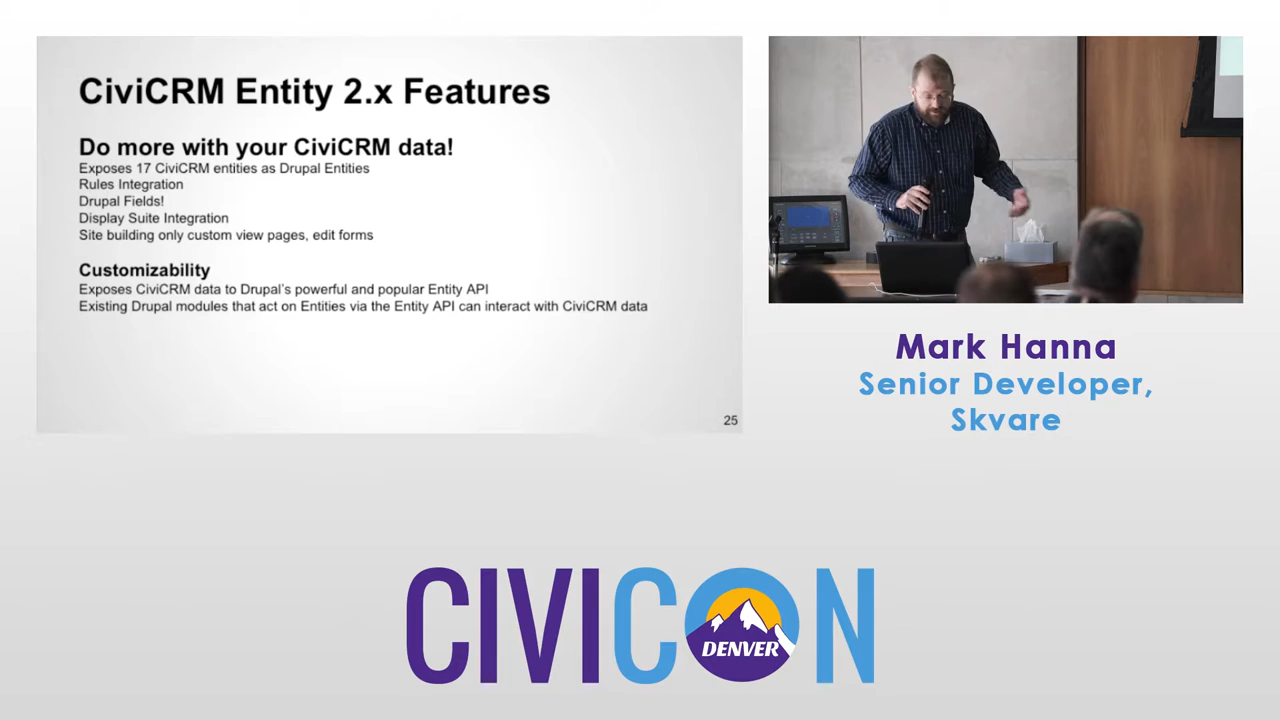 CiviCRM Entity 2.x Features
Do more with your CiviCRM data!
Exposes 17 CiviCRM entities as Drupal Entities
Rules Integration
Drupal Fields!
Display Suite Integration
Site building only custom view pages, edit forms
Customizability
Exposes CiviCRM data to Drupal's powerful and popular Entity API
Existing Drupal modules that act on Entities via the Entity API can interact with CiviCRM data
25
Mark Hanna
Senior Developer,
Skvare
CIVICON
DENVER